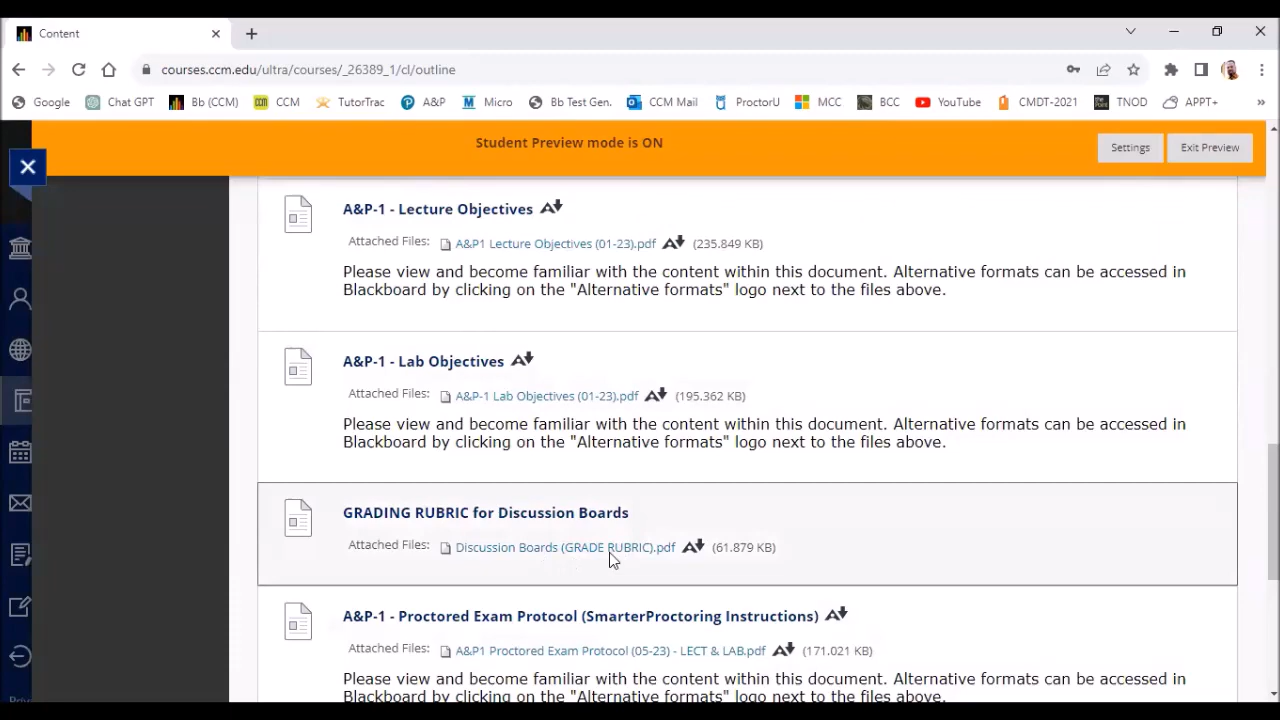 Content
courses.ccm.edu/ultra/courses/_26389_1/cl/outline
Google Chat GPT Bb (CCM) CCM TutorTrac A&P Micro Bb Test Gen. CCM Mail ProctorU MCC BCC YouTube CMDT-2021 TNOD APPT+ »
Student Preview mode is ON
Settings Exit Preview
A&P-1 - Lecture Objectives
Attached Files: A&P1 Lecture Objectives (01-23).pdf (235.849 KB)
Please view and become familiar with the content within this document. Alternative formats can be accessed in
Blackboard by clicking on the "Alternative formats" logo next to the files above.
A&P-1 - Lab Objectives
Attached Files: A&P-1 Lab Objectives (01-23).pdf (195.362 KB)
Please view and become familiar with the content within this document. Alternative formats can be accessed in
Blackboard by clicking on the "Alternative formats" logo next to the files above.
GRADING RUBRIC for Discussion Boards
Attached Files: Discussion Boards (GRADE RUBRIC).pdf (61.879 KB)
A&P-1 - Proctored Exam Protocol (SmarterProctoring Instructions)
Attached Files: A&P1 Proctored Exam Protocol (05-23) - LECT & LAB.pdf (171.021 KB)
Please view and become familiar with the content within this document. Alternative formats can be accessed in
Blackboard by clicking on the "Alternative formats" logo next to the files above.